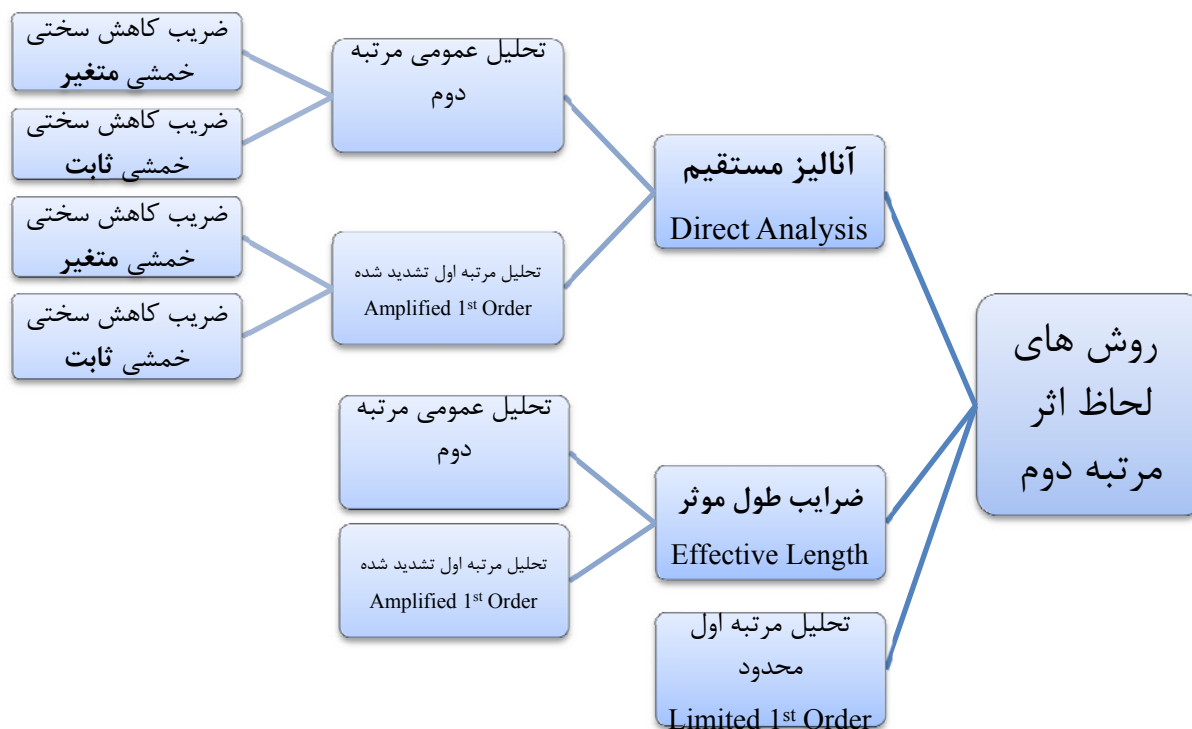 روش های
لحاظ اثر
مرتبه دوم
آنالیز مستقیم
Direct Analysis
تحلیل عمومی مرتبه
دوم
ضریب کاهش سختی
خمشی متغیر
ضریب کاهش سختی
خمشی ثابت
تحلیل مرتبه اول تشدید شده
Amplified 1st Order
ضریب کاهش سختی
خمشی متغیر
ضریب کاهش سختی
خمشی ثابت
ضرایب طول موثر
Effective Length
تحلیل عمومی مرتبه
دوم
تحلیل مرتبه اول تشدید شده
Amplified 1st Order
تحلیل مرتبه اول
محدود
Limited 1st Order